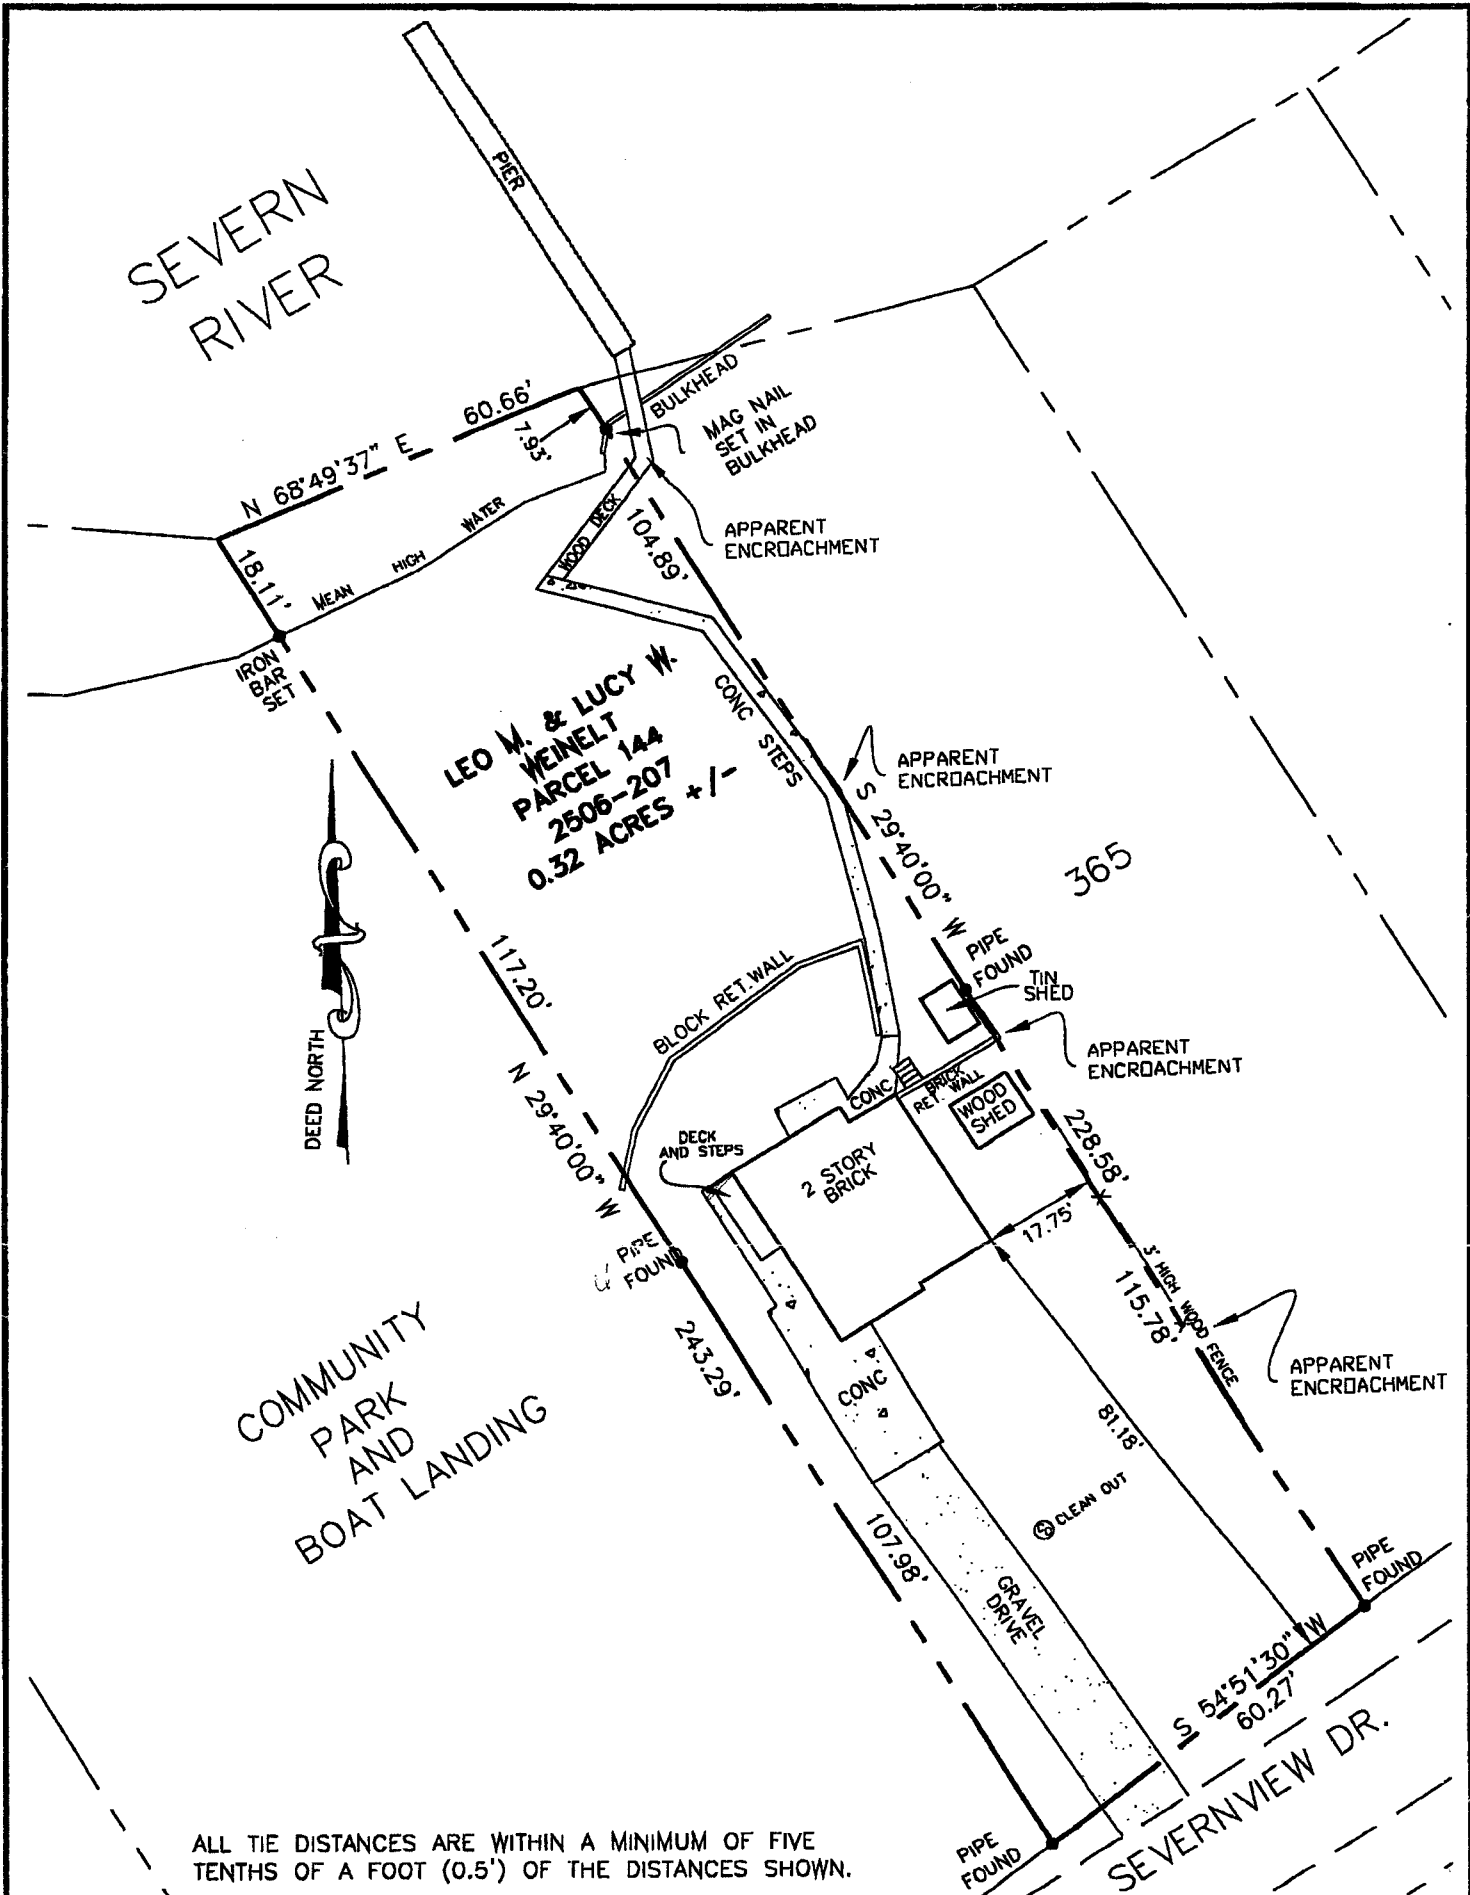 PIER
SEVERN
RIVER
BULKHEAD
60.66'
7.93'
MAG NAIL
SET IN
BULKHEAD
N 68°49'37" E
WATER
HIGH
MEAN
WOOD DECK
104.89'
APPARENT
ENCROACHMENT
18.11'
IRON
BAR
SET
LEO M. & LUCY W.
WEINELT
PARCEL 144
2506-207
0.32 ACRES +/-
CONC STEPS
APPARENT
ENCROACHMENT
S 29°40'00" W
365
PIPE
FOUND
TIN
SHED
117.20'
BLOCK RET. WALL
DEED NORTH
APPARENT
ENCROACHMENT
N 29°40'00" W
CONC
BRICK
RET. WALL
WOOD
SHED
228.58'
DECK
AND STEPS
2 STORY
BRICK
17.75'
PIPE
FOUND
3' HIGH WOOD FENCE
115.78'
243.29'
APPARENT
ENCROACHMENT
COMMUNITY
PARK
AND
BOAT LANDING
CONC
81.18'
CLEAN OUT
107.98'
GRAVEL
DRIVE
PIPE
FOUND
S 54°51'30" W
60.27'
SEVERNVIEW DR.
PIPE
FOUND
ALL TIE DISTANCES ARE WITHIN A MINIMUM OF FIVE
TENTHS OF A FOOT (0.5') OF THE DISTANCES SHOWN.